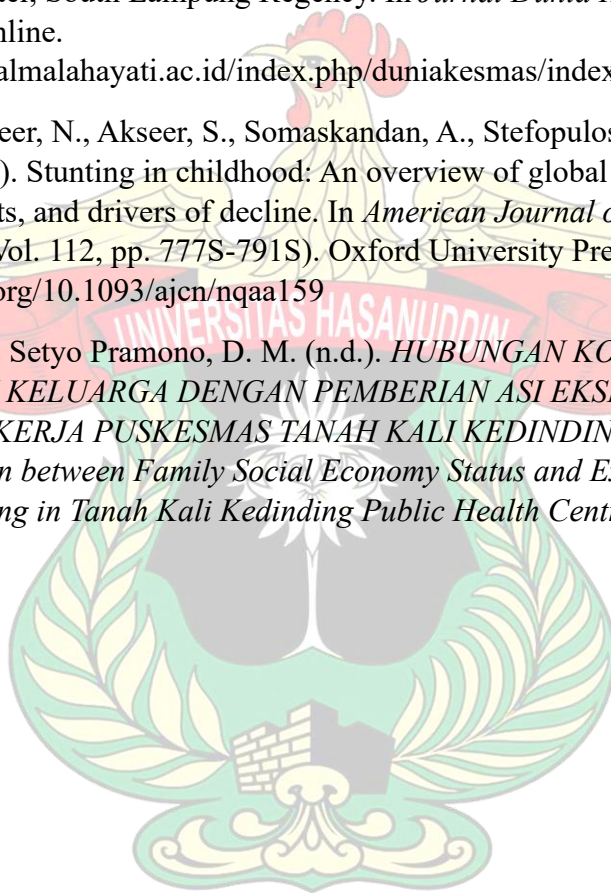 South Lampung Regency. In Journal Dunia
nline.
almalahayati.ac.id/index.php/duniakesmas/index
eer, N., Akseer, S., Somaskandan, A., Stefopulos
). Stunting in childhood: An overview of global
ts, and drivers of decline. In American Journal o
Vol. 112, pp. 777S-791S). Oxford University Pre
org/10.1093/ajcn/nqaa159
UNIVERSITAS HASANUDDIN
Setyo Pramono, D. M. (n.d.). HUBUNGAN KO
KELUARGA DENGAN PEMBERIAN ASI EKS
KERJA PUSKESMAS TANAH KALI KEDINDIN
n between Family Social Economy Status and E
ng in Tanah Kali Kedinding Public Health Cent